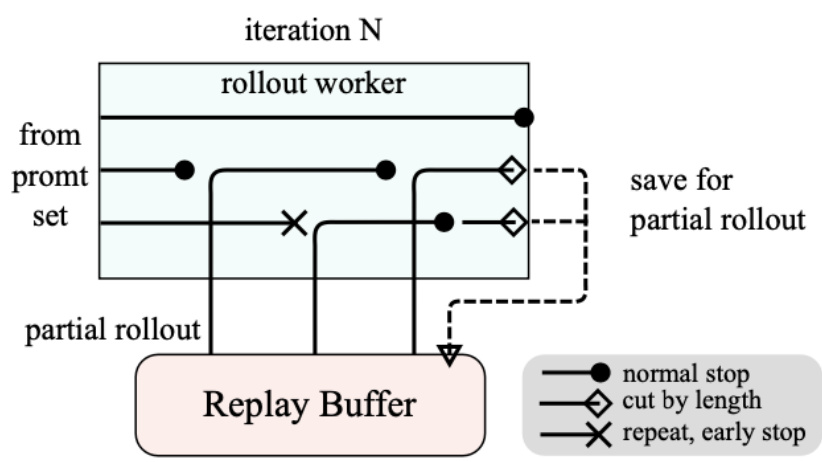 iteration N
rollout worker
from
promt
set
save for
partial rollout
partial rollout
Replay Buffer
normal stop
cut by length
repeat, early stop